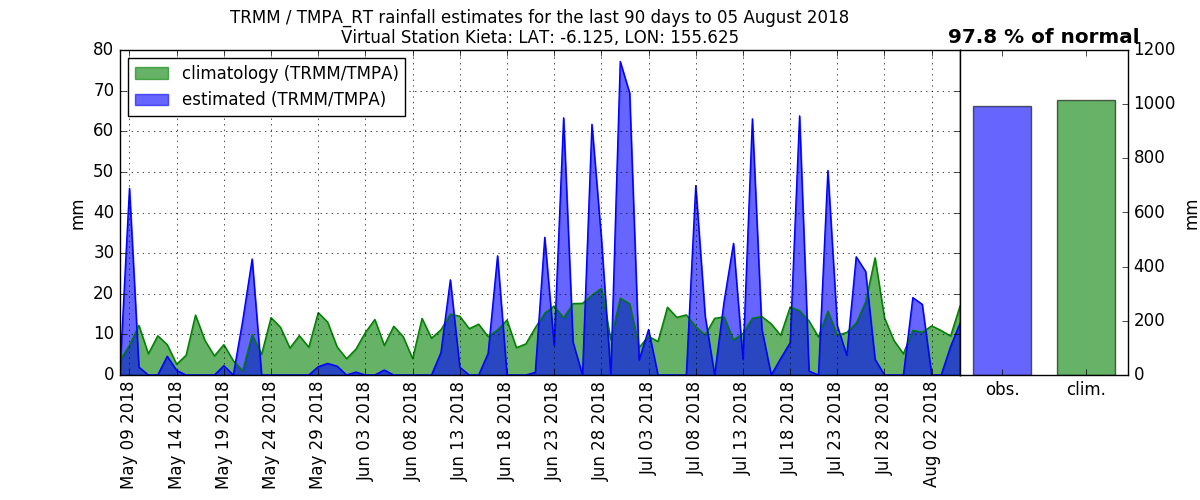 TRMM / TMPA_RT rainfall estimates for the last 90 days to 05 August 2018
Virtual Station Kieta: LAT: -6.125, LON: 155.625
97.8 % of normal
climatology (TRMM/TMPA)
estimated (TRMM/TMPA)
mm
80
70
60
50
40
30
20
10
0
May 09 2018
May 14 2018
May 19 2018
May 24 2018
May 29 2018
Jun 03 2018
Jun 08 2018
Jun 13 2018
Jun 18 2018
Jun 23 2018
Jun 28 2018
Jul 03 2018
Jul 08 2018
Jul 13 2018
Jul 18 2018
Jul 23 2018
Jul 28 2018
Aug 02 2018
obs.
clim.
1200
1000
800
600
400
200
0
mm